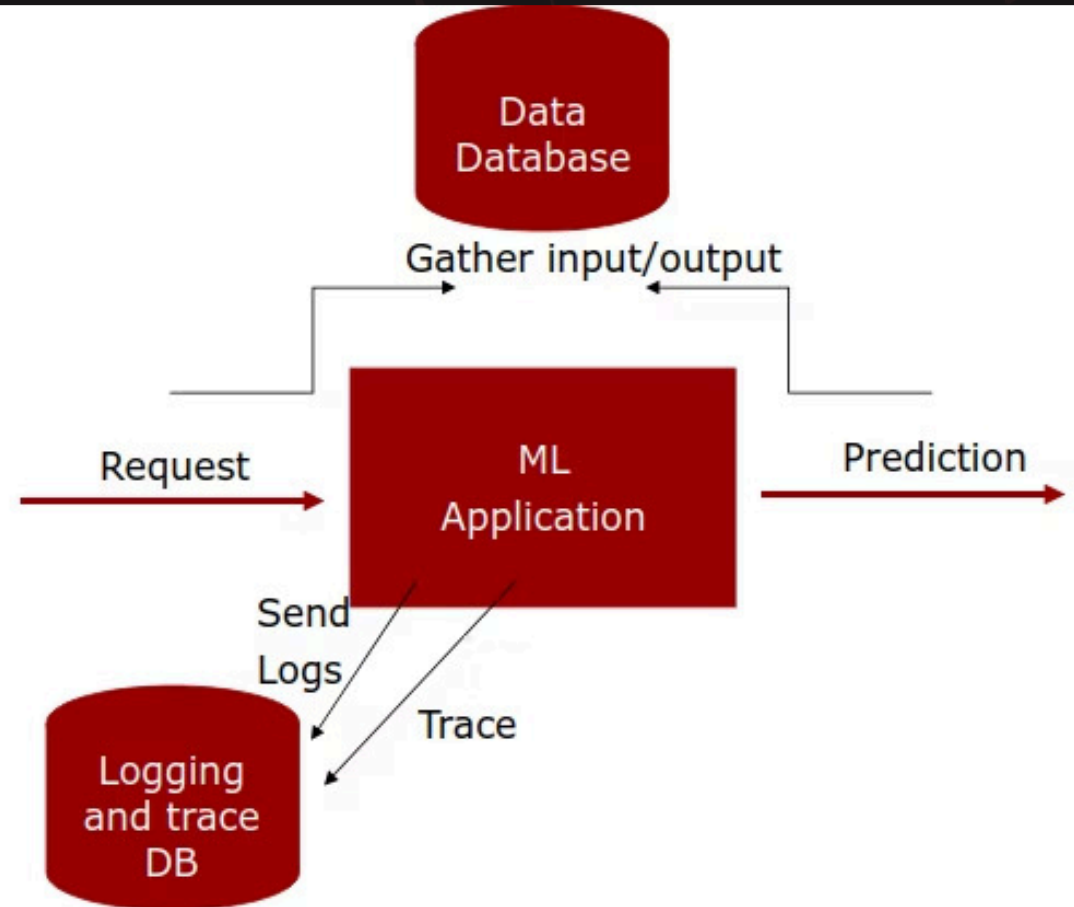 Data
Database
Gather input/output
Request
ML
Application
Prediction
Send
Logs
Trace
Logging
and trace
DB